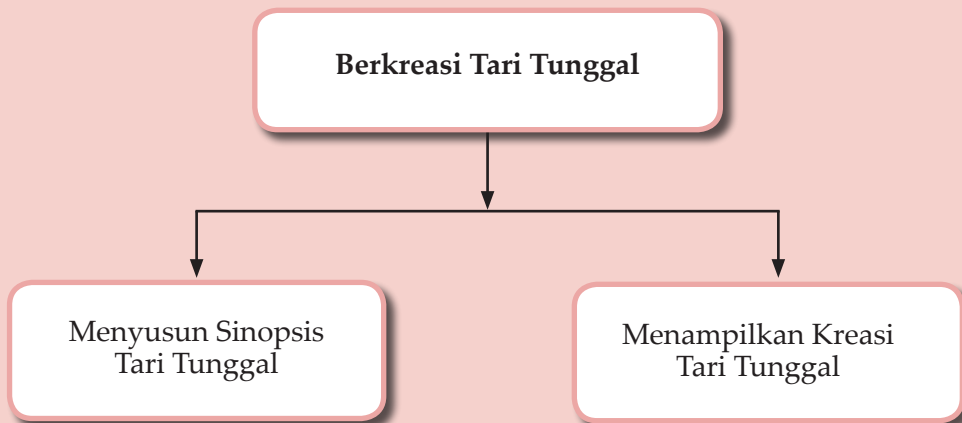 Berkreasi Tari Tunggal
Menyusun Sinopsis
Tari Tunggal
Menampilkan Kreasi
Tari Tunggal